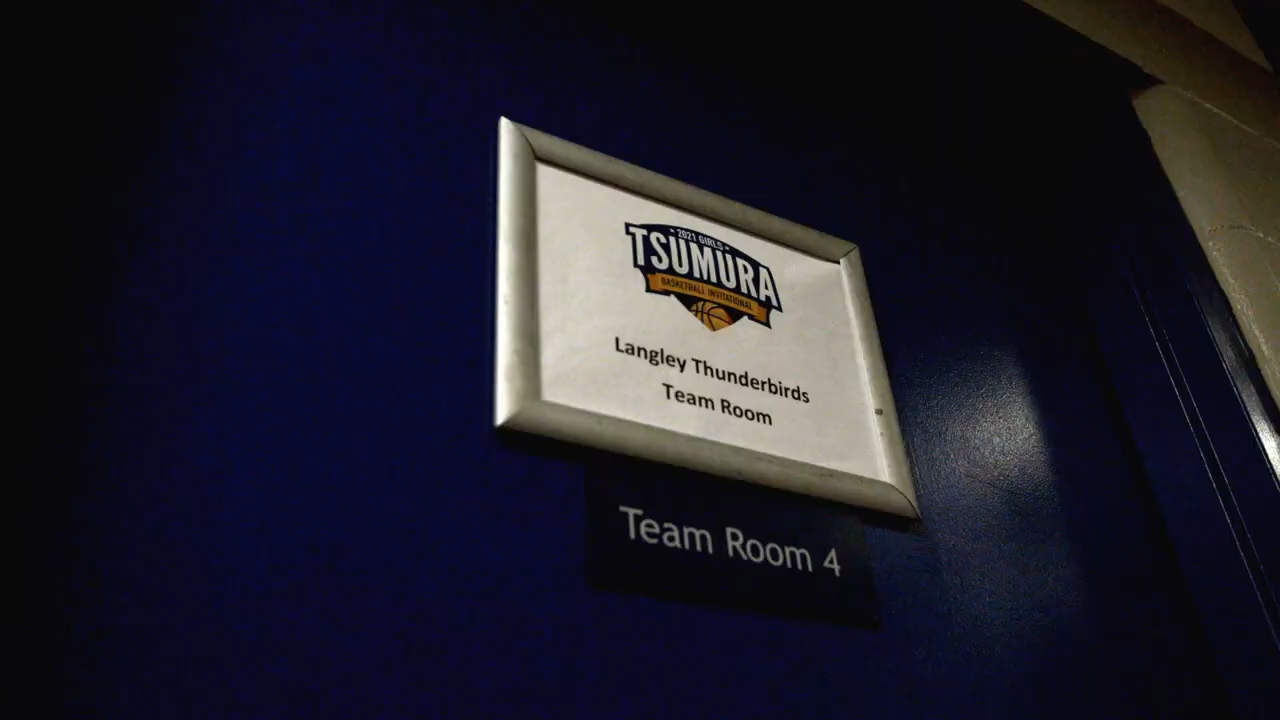 2021 GIRLS
TSUMURA
BASKETBALL INVITATIONAL
Langley Thunderbirds
Team Room
Team Room 4